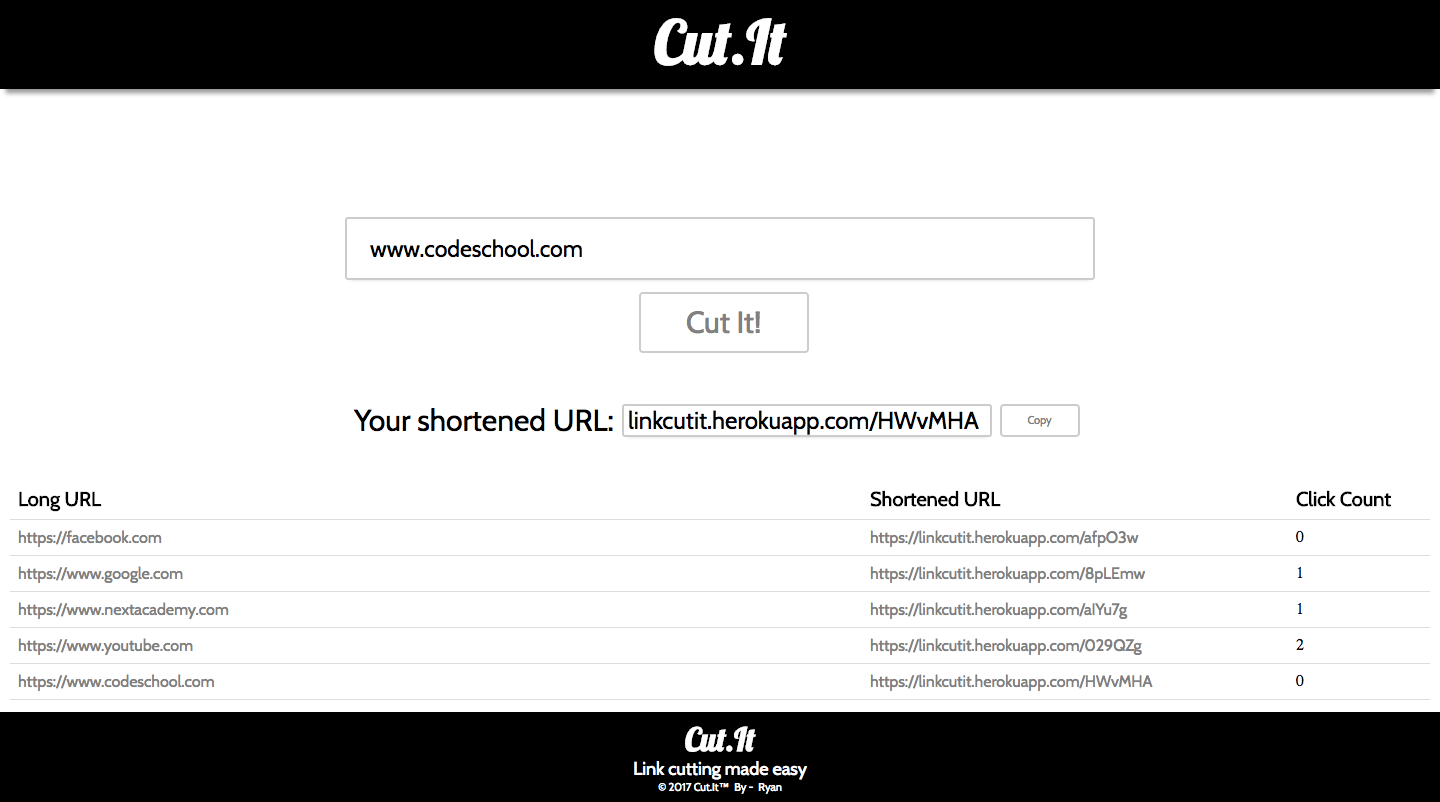 Cut.It
www.codeschool.com
Cut It!
Your shortened URL: linkcutit.herokuapp.com/HWvMHA Copy
Long URL Shortened URL Click Count
https://facebook.com https://linkcutit.herokuapp.com/afpO3w 0
https://www.google.com https://linkcutit.herokuapp.com/8pLEmw 1
https://www.nextacademy.com https://linkcutit.herokuapp.com/aIYu7g 1
https://www.youtube.com https://linkcutit.herokuapp.com/029QZg 2
https://www.codeschool.com https://linkcutit.herokuapp.com/HWvMHA 0
Cut.It
Link cutting made easy
© 2017 Cut.It™ By - Ryan